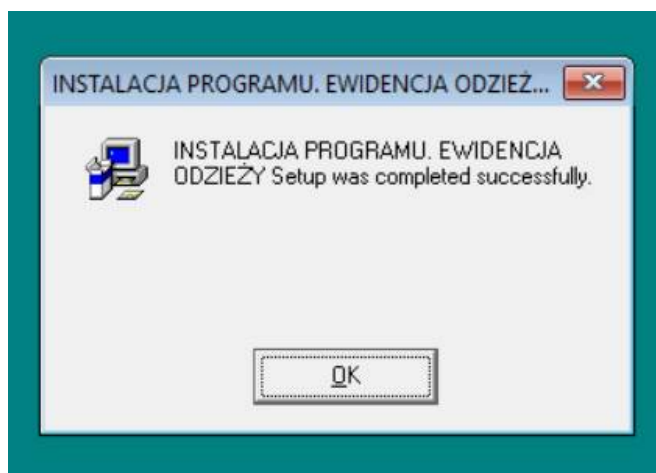 INSTALACJA PROGRAMU. EWIDENCJA ODZIEŻ...
INSTALACJA PROGRAMU. EWIDENCJA
ODZIEŻY Setup was completed successfully.
OK